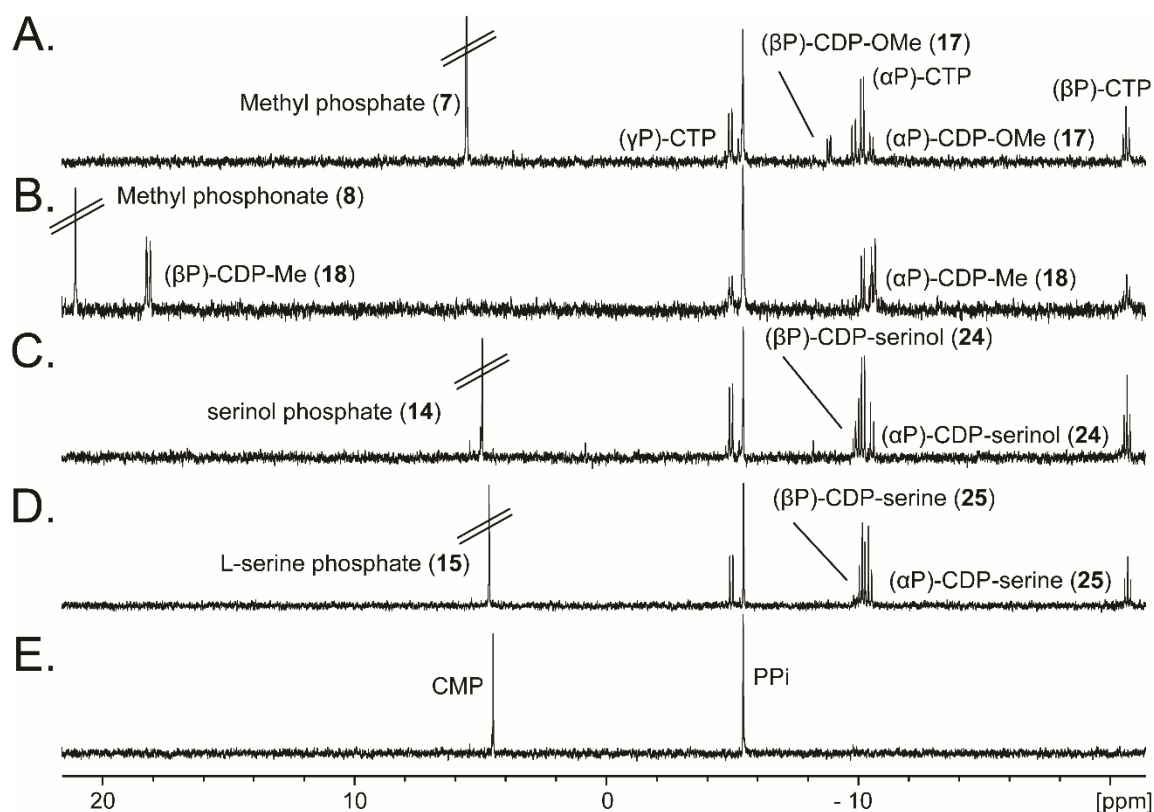 A.
(βP)-CDP-OMe (17)
(αP)-CTP
Methyl phosphate (7)
(βP)-CTP
(γP)-CTP
(αP)-CDP-OMe (17)
B.
Methyl phosphonate (8)
(βP)-CDP-Me (18)
(αP)-CDP-Me (18)
C.
(βP)-CDP-serinol (24)
serinol phosphate (14)
(αP)-CDP-serinol (24)
D.
(βP)-CDP-serine (25)
L-serine phosphate (15)
(αP)-CDP-serine (25)
E.
CMP
PPi
20 10 0 - 10 [ppm]